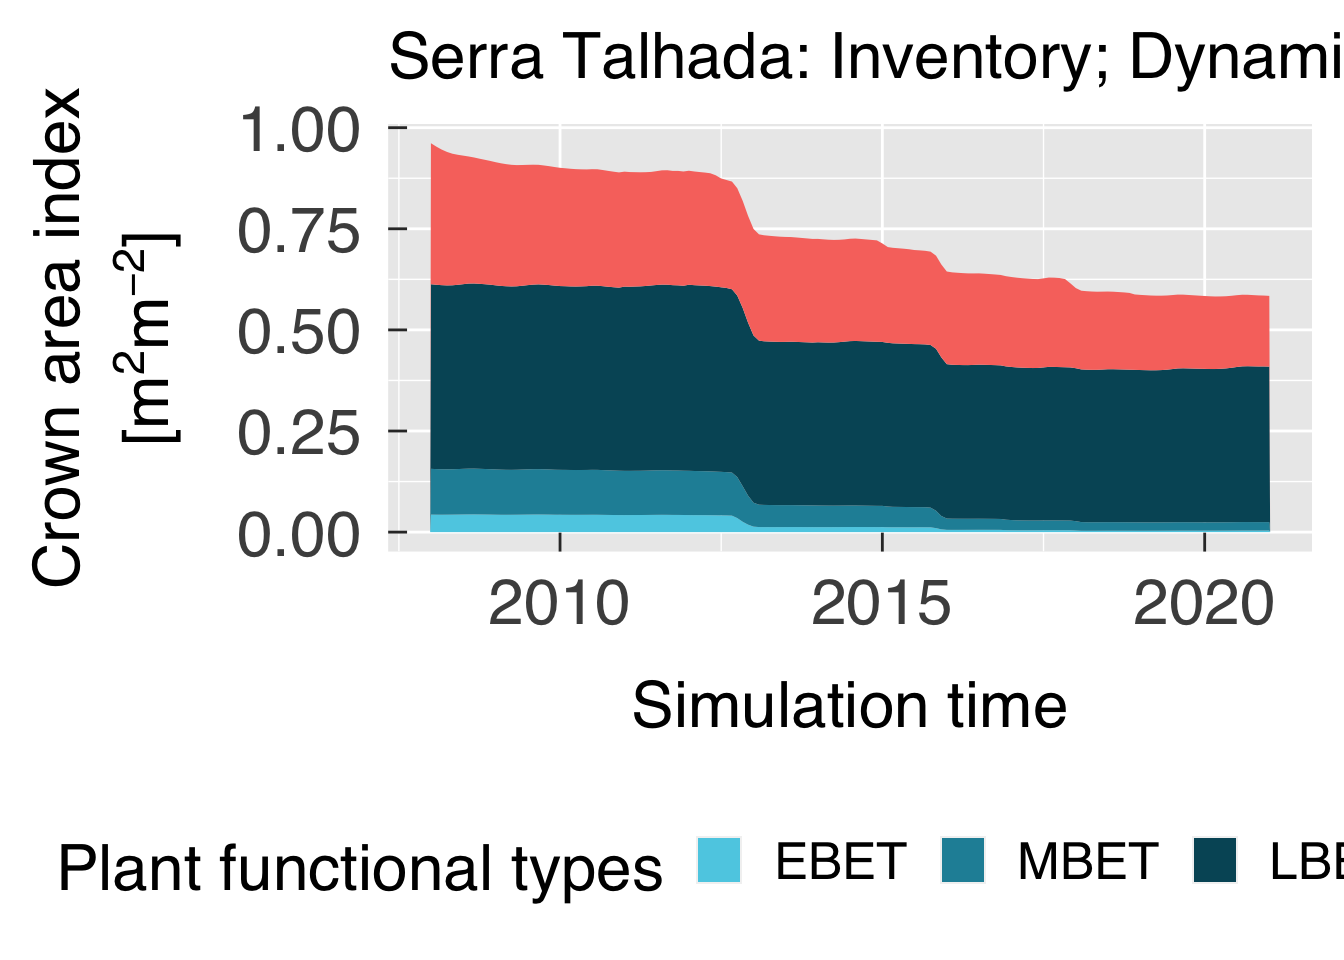 Serra Talhada: Inventory; Dynami
Crown area index
[m²m⁻²]
1.00
0.75
0.50
0.25
0.00
2010 2015 2020
Simulation time
Plant functional types EBET MBET LBE